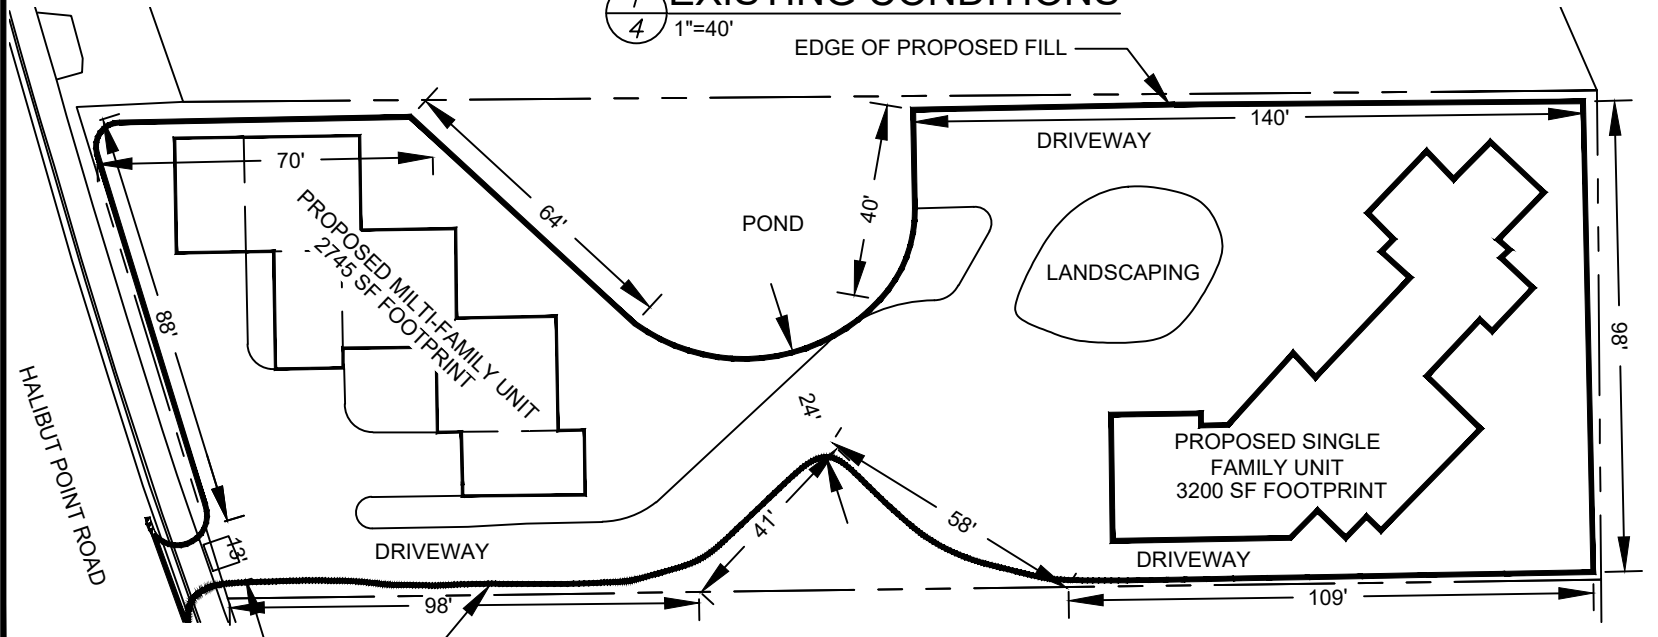 EXISTING CONDITIONS
4
1"=40'
EDGE OF PROPOSED FILL
140'
DRIVEWAY
70'
64'
40'
POND
PROPOSED MILTI-FAMILY UNIT
2745 SF FOOTPRINT
LANDSCAPING
88'
98'
HALIBUT POINT ROAD
24'
PROPOSED SINGLE
FAMILY UNIT
3200 SF FOOTPRINT
41'
58'
13'
DRIVEWAY
DRIVEWAY
98'
109'